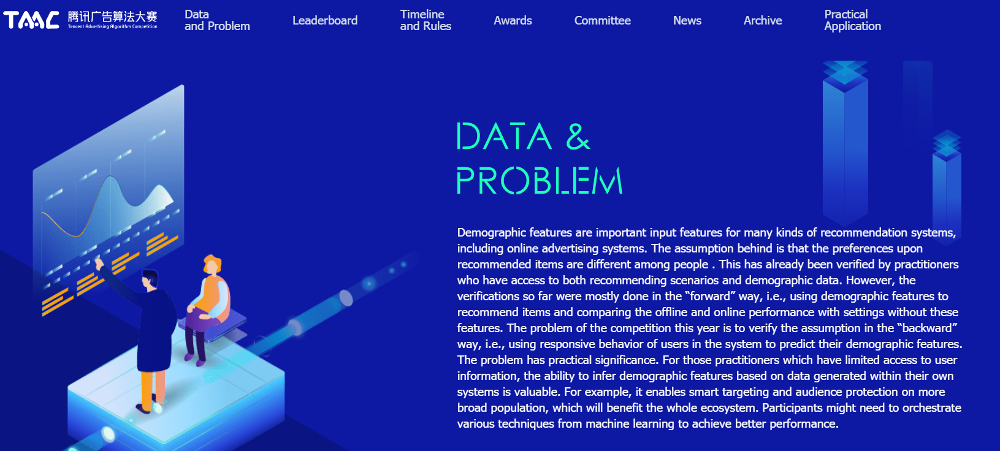 TAAC 腾讯广告算法大赛
Tencent Advertising Algorithm Competition
Data
and Problem
Leaderboard
Timeline
and Rules
Awards
Committee
News
Archive
Practical
Application
DATA &
PROBLEM
Demographic features are important input features for many kinds of recommendation systems,
including online advertising systems. The assumption behind is that the preferences upon
recommended items are different among people . This has already been verified by practitioners
who have access to both recommending scenarios and demographic data. However, the
verifications so far were mostly done in the “forward” way, i.e., using demographic features to
recommend items and comparing the offline and online performance with settings without these
features. The problem of the competition this year is to verify the assumption in the “backward”
way, i.e., using responsive behavior of users in the system to predict their demographic features.
The problem has practical significance. For those practitioners which have limited access to user
information, the ability to infer demographic features based on data generated within their own
systems is valuable. For example, it enables smart targeting and audience protection on more
broad population, which will benefit the whole ecosystem. Participants might need to orchestrate
various techniques from machine learning to achieve better performance.